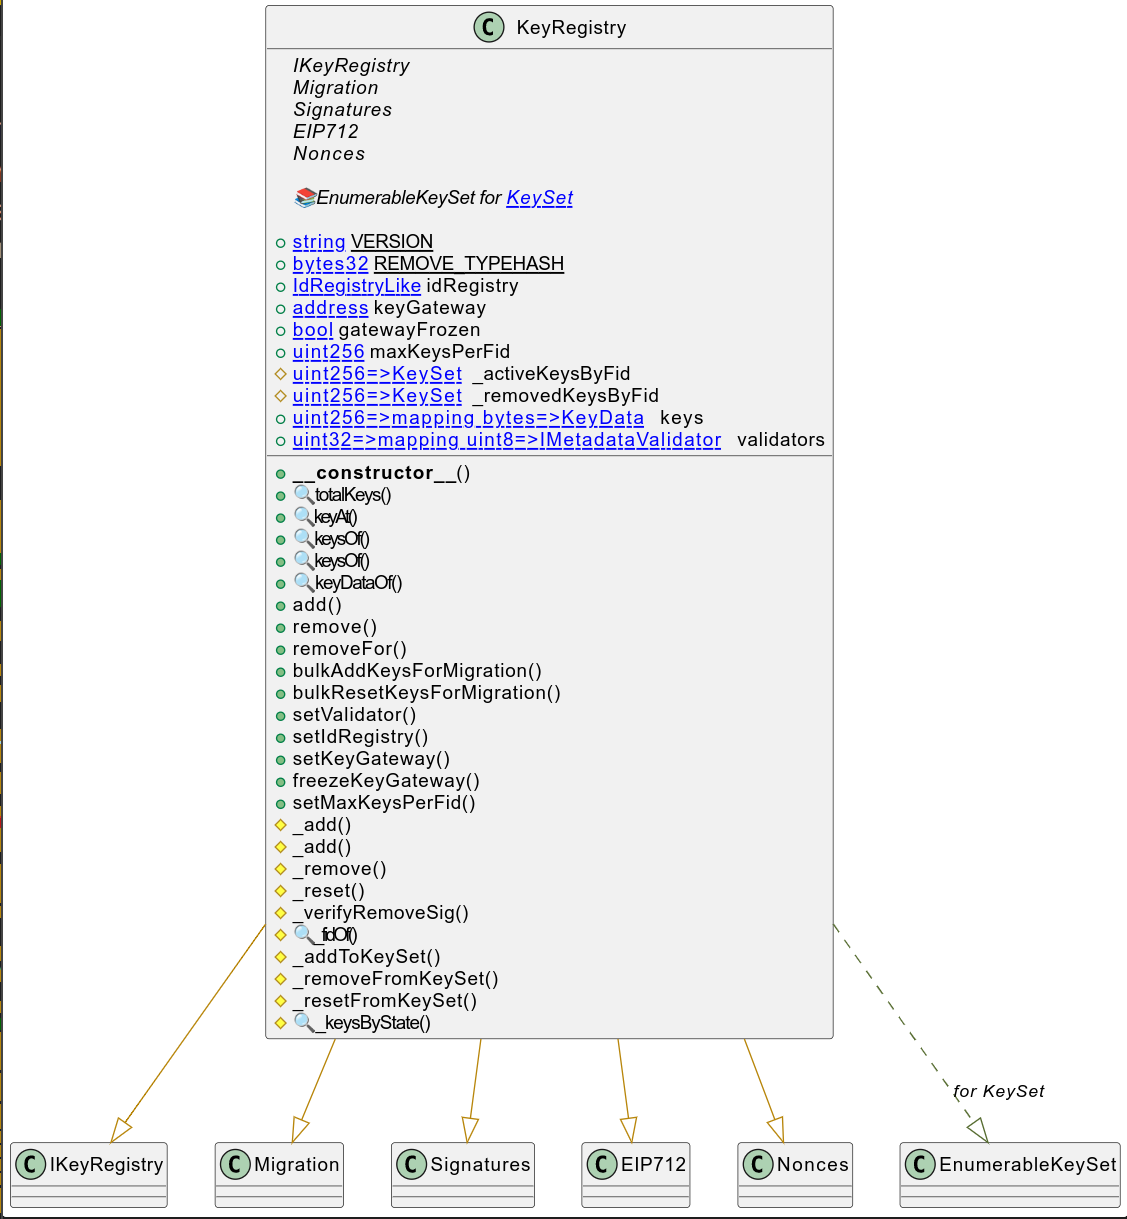 C KeyRegistry
IKeyRegistry
Migration
Signatures
EIP712
Nonces
📚EnumerableKeySet for KeySet
string VERSION
bytes32 REMOVE_TYPEHASH
IdRegistryLike idRegistry
address keyGateway
bool gatewayFrozen
uint256 maxKeysPerFid
uint256=>KeySet _activeKeysByFid
uint256=>KeySet _removedKeysByFid
uint256=>mapping bytes=>KeyData keys
uint32=>mapping uint8=>IMetadataValidator validators
__constructor__()
🔍totalKeys()
🔍keyAt()
🔍keysOf()
🔍keysOf()
🔍keyDataOf()
add()
remove()
removeFor()
bulkAddKeysForMigration()
bulkResetKeysForMigration()
setValidator()
setIdRegistry()
setKeyGateway()
freezeKeyGateway()
setMaxKeysPerFid()
_add()
_add()
_remove()
_reset()
_verifyRemoveSig()
🔍_fidOf()
_addToKeySet()
_removeFromKeySet()
_resetFromKeySet()
🔍_keysByState()
for KeySet
C IKeyRegistry
C Migration
C Signatures
C EIP712
C Nonces
C EnumerableKeySet